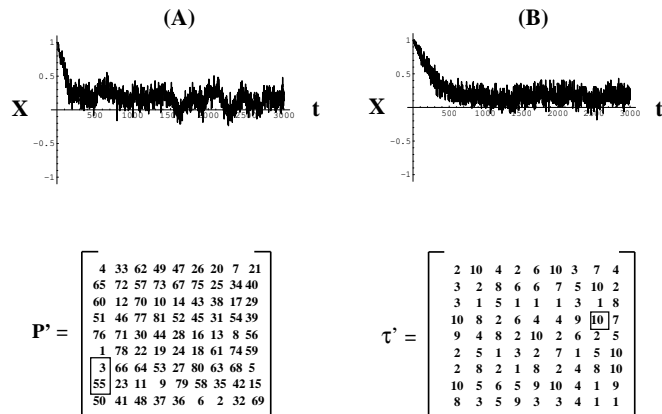 (A) (B)
1 1
0.5 0.5
X 500 1000 1500 2000 2500 3000 t X 500 1000 1500 2000 2500 3000 t
-0.5 -0.5
-1 -1
4 33 62 49 47 26 20 7 21 2 10 4 2 6 10 3 7 4
65 72 57 73 67 75 25 34 40 3 2 8 6 6 7 5 10 2
60 12 70 10 14 43 38 17 29 3 1 5 1 1 1 3 1 8
51 46 77 81 52 45 31 54 39 10 8 2 6 4 4 9 10 7
P' = 76 71 30 44 28 16 13 8 56 τ' = 9 4 8 2 10 2 6 2 5
1 78 22 19 24 18 61 74 59 2 5 1 3 2 7 1 5 10
3 66 64 53 27 80 63 68 5 2 8 2 1 8 2 4 8 10
55 23 11 9 79 58 35 42 15 10 5 6 5 9 10 4 1 9
50 41 48 37 36 6 2 32 69 8 3 5 9 3 3 4 1 1